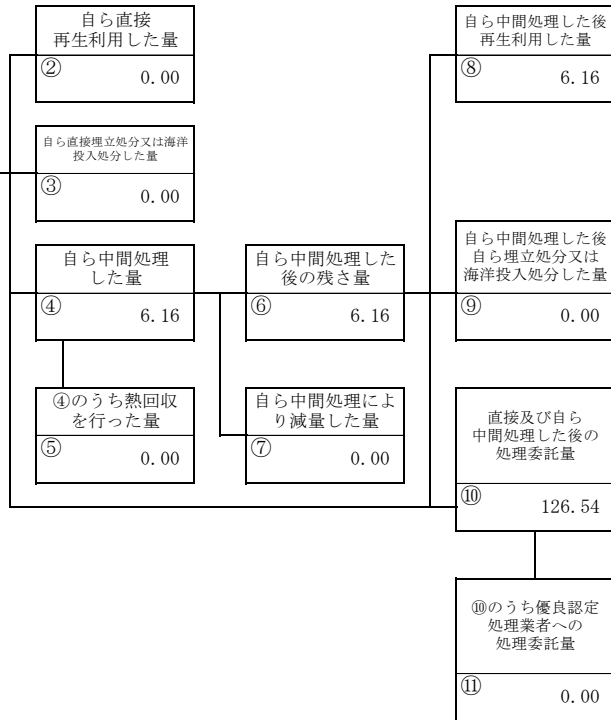 自ら直接
再生利用した量
②
0.00
自ら中間処理した後
再生利用した量
⑧
6.16
自ら直接埋立処分又は海洋
投入処分した量
③
0.00
自ら中間処理
した量
④
6.16
自ら中間処理した
後の残さ量
⑥
6.16
自ら中間処理した後
自ら埋立処分又は
海洋投入処分した量
⑨
0.00
④のうち熱回収
を行った量
⑤
0.00
自ら中間処理によ
り減量した量
⑦
0.00
直接及び自ら
中間処理した後の
処理委託量
⑩
126.54
⑩のうち優良認定
処理業者への
処理委託量
⑪
0.00